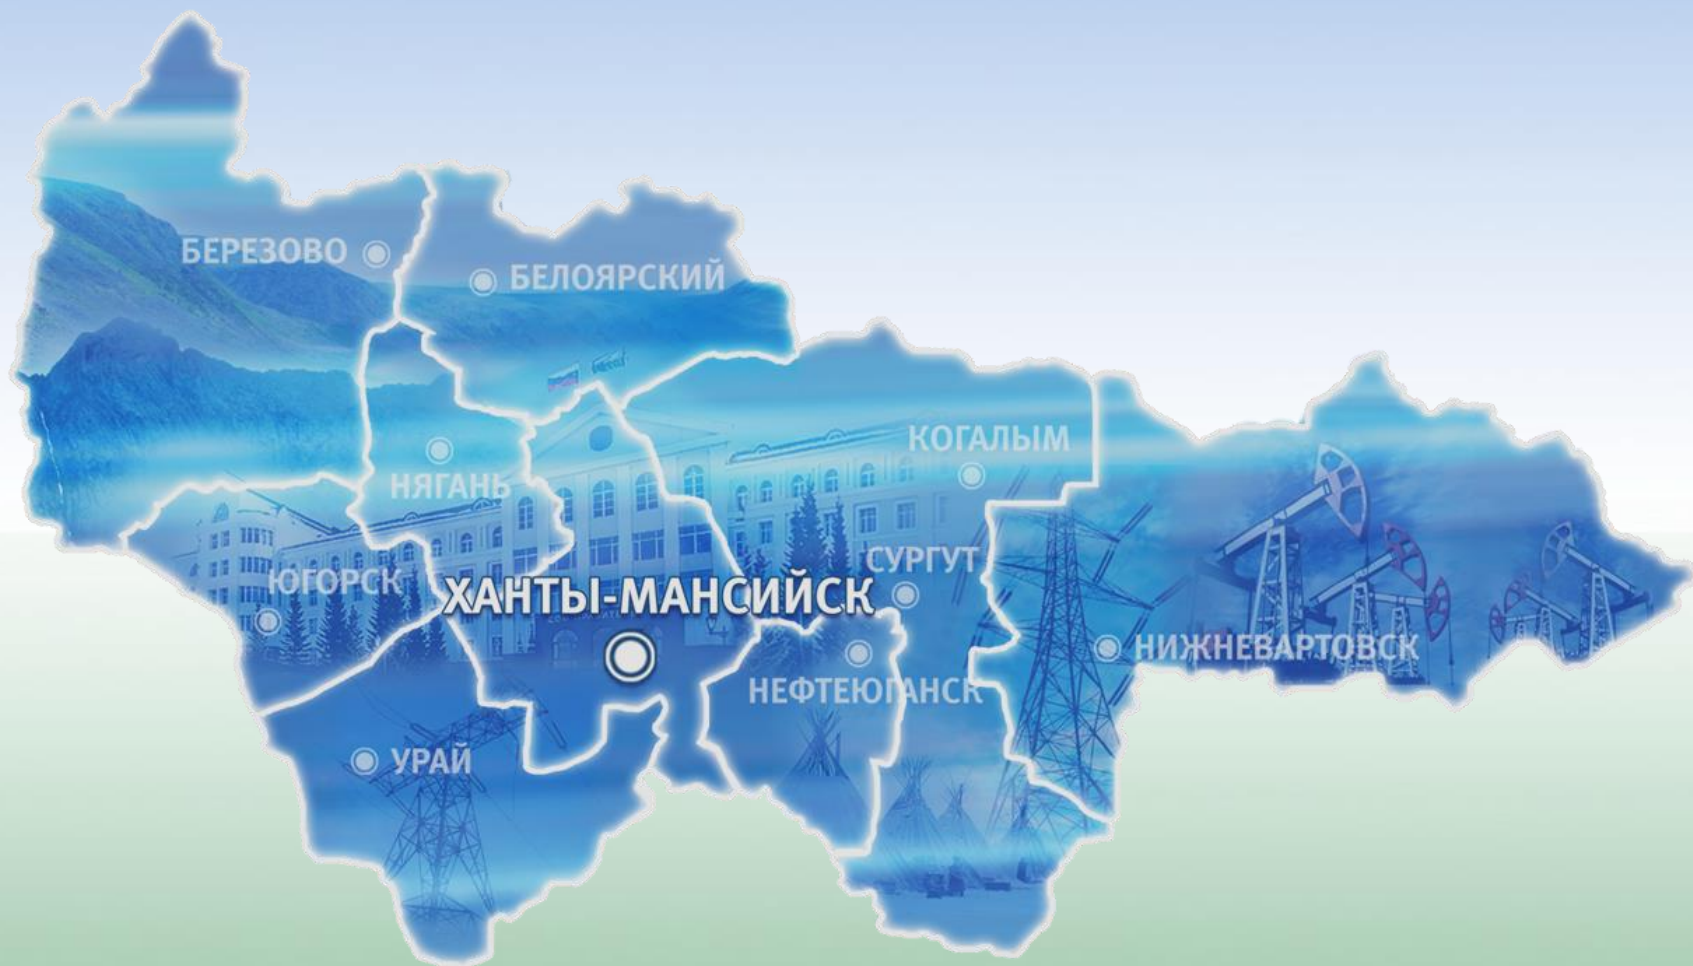 БЕРЕЗОВО
БЕЛОЯРСКИЙ
КОГАЛЫМ
НЯГАНЬ
СУРГУТ
ЮГОРСК
ХАНТЫ-МАНСИЙСК
НИЖНЕВАРТОВСК
НЕФТЕЮГАНСК
УРАЙ